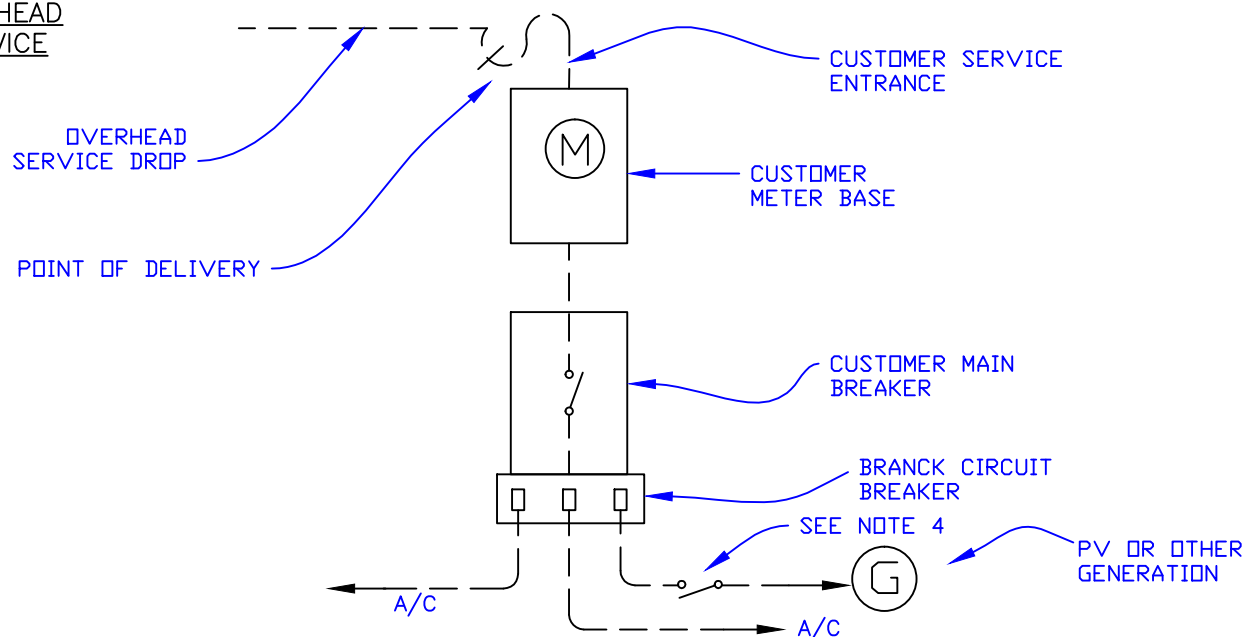 HEAD
VICE
CUSTOMER SERVICE
ENTRANCE
OVERHEAD
SERVICE DROP
M
CUSTOMER
METER BASE
POINT OF DELIVERY
CUSTOMER MAIN
BREAKER
BRANCK CIRCUIT
BREAKER
SEE NOTE 4
PV OR OTHER
GENERATION
G
A/C
A/C